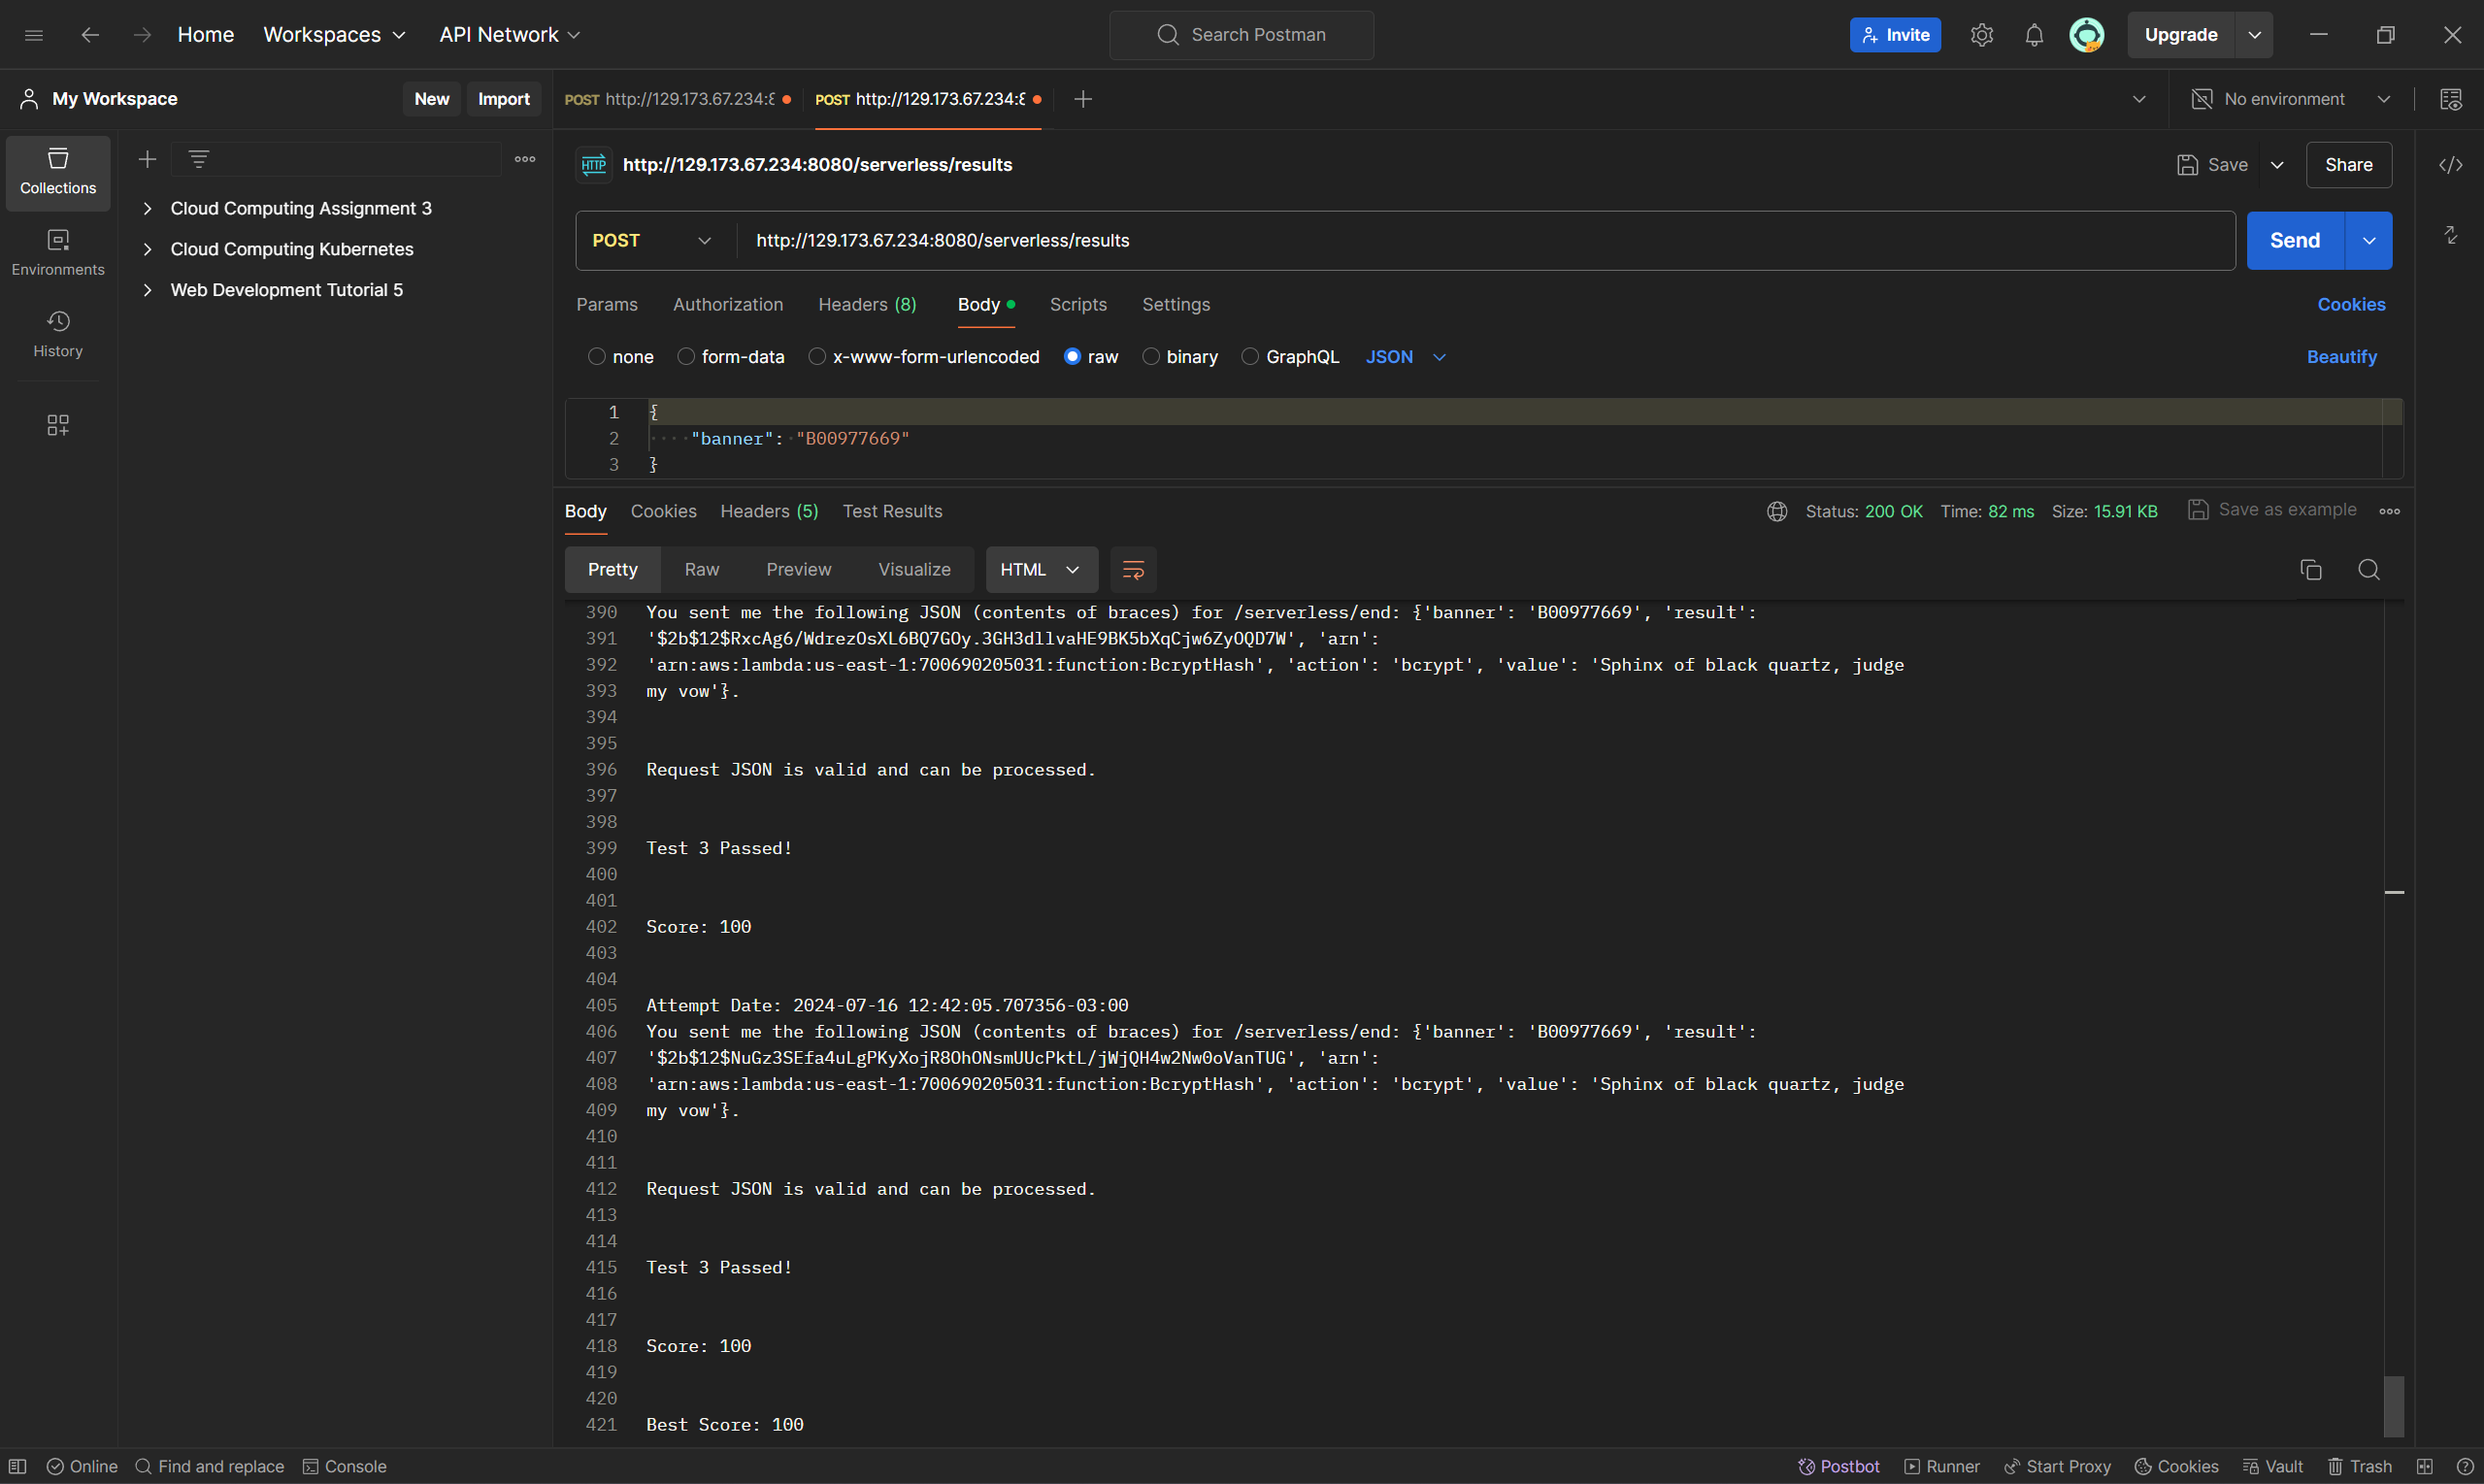 Home Workspaces API Network Search Postman Invite Upgrade
My Workspace New Import POST http://129.173.67.234:8 POST http://129.173.67.234:8 No environment
Collections
Environments
History
Cloud Computing Assignment 3
Cloud Computing Kubernetes
Web Development Tutorial 5
HTTP http://129.173.67.234:8080/serverless/results Save Share
POST http://129.173.67.234:8080/serverless/results Send
Params Authorization Headers (8) Body Scripts Settings Cookies
none form-data x-www-form-urlencoded raw binary GraphQL JSON Beautify
1 {
2 "banner": "B00977669"
3 }
Body Cookies Headers (5) Test Results Status: 200 OK Time: 82 ms Size: 15.91 KB Save as example
Pretty Raw Preview Visualize HTML
390 You sent me the following JSON (contents of braces) for /serverless/end: {'banner': 'B00977669', 'result':
391 '$2b$12$RxcAg6/WdrezOsXL6BQ7GOy.3GH3dllvaHE9BK5bXqCjw6ZyOQD7W', 'arn':
392 'arn:aws:lambda:us-east-1:700690205031:function:BcryptHash', 'action': 'bcrypt', 'value': 'Sphinx of black quartz, judge
393 my vow'}.
394
395
396 Request JSON is valid and can be processed.
397
398
399 Test 3 Passed!
400
401
402 Score: 100
403
404
405 Attempt Date: 2024-07-16 12:42:05.707356-03:00
406 You sent me the following JSON (contents of braces) for /serverless/end: {'banner': 'B00977669', 'result':
407 '$2b$12$NuGz3SEfa4uLgPKyXojR8OhONsmUUcPktL/jWjQH4w2Nw0oVanTUG', 'arn':
408 'arn:aws:lambda:us-east-1:700690205031:function:BcryptHash', 'action': 'bcrypt', 'value': 'Sphinx of black quartz, judge
409 my vow'}.
410
411
412 Request JSON is valid and can be processed.
413
414
415 Test 3 Passed!
416
417
418 Score: 100
419
420
421 Best Score: 100
Online Find and replace Console Postbot Runner Start Proxy Cookies Vault Trash